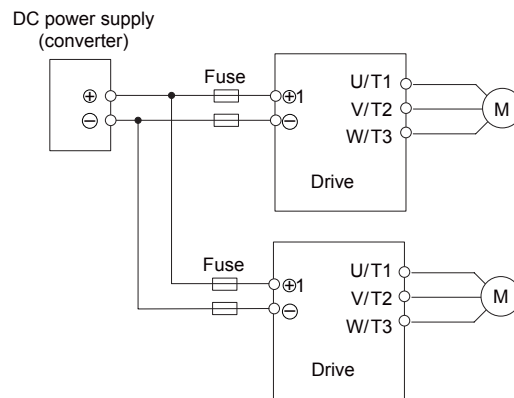 DC power supply
(converter)
Fuse
⊕
⊖
⊕1
⊖
U/T1
V/T2
W/T3
M
Drive
Fuse
⊕1
⊖
U/T1
V/T2
W/T3
M
Drive